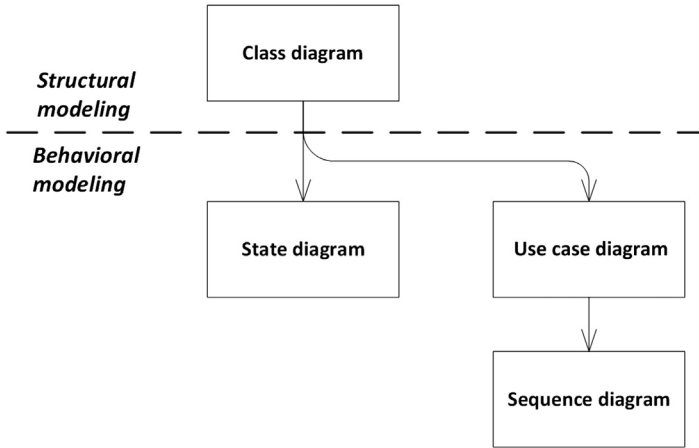 Class diagram
Structural
modeling
Behavioral
modeling
State diagram
Use case diagram
Sequence diagram